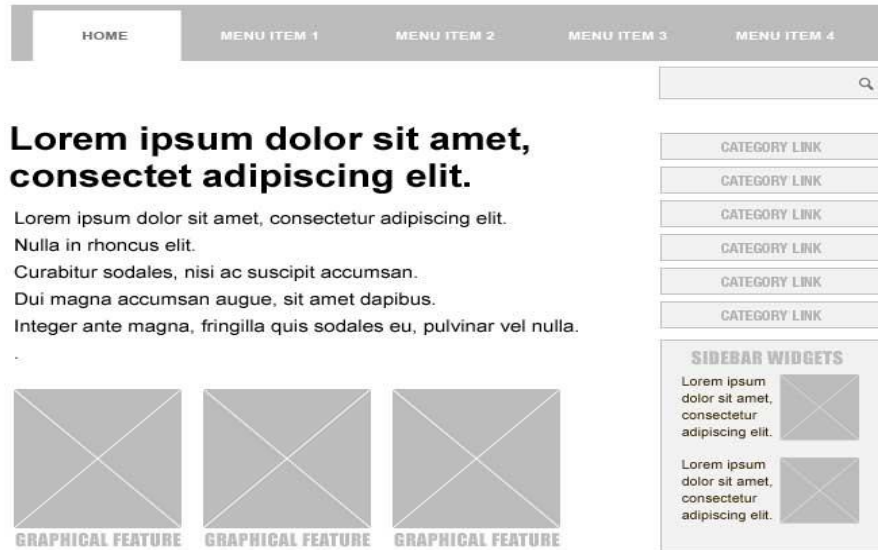 HOME MENU ITEM 1 MENU ITEM 2 MENU ITEM 3 MENU ITEM 4
Lorem ipsum dolor sit amet,
consectet adipiscing elit.
Lorem ipsum dolor sit amet, consectetur adipiscing elit.
Nulla in rhoncus elit.
Curabitur sodales, nisi ac suscipit accumsan.
Dui magna accumsan augue, sit amet dapibus.
Integer ante magna, fringilla quis sodales eu, pulvinar vel nulla.
.
GRAPHICAL FEATURE GRAPHICAL FEATURE GRAPHICAL FEATURE
CATEGORY LINK
CATEGORY LINK
CATEGORY LINK
CATEGORY LINK
CATEGORY LINK
CATEGORY LINK
SIDEBAR WIDGETS
Lorem ipsum
dolor sit amet,
consectetur
adipiscing elit.
Lorem ipsum
dolor sit amet,
consectetur
adipiscing elit.